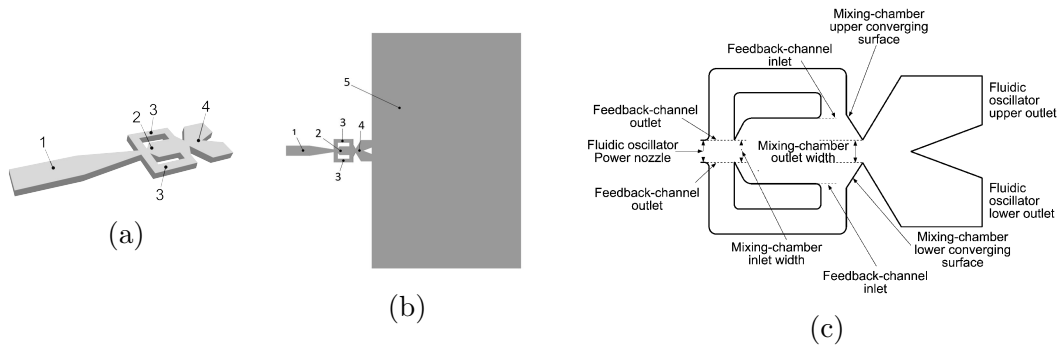 1
2
3
3
4
(a)
5
1
2
3
3
4
(b)
Mixing-chamber
upper converging
surface
Feedback-channel
inlet
Feedback-channel
outlet
Fluidic oscillator
Power nozzle
Feedback-channel
outlet
Mixing-chamber
outlet width
Mixing-chamber
inlet width
Fluidic
oscillator
upper outlet
Fluidic
oscillator
lower outlet
Mixing-chamber
lower converging
surface
Feedback-channel
inlet
(c)